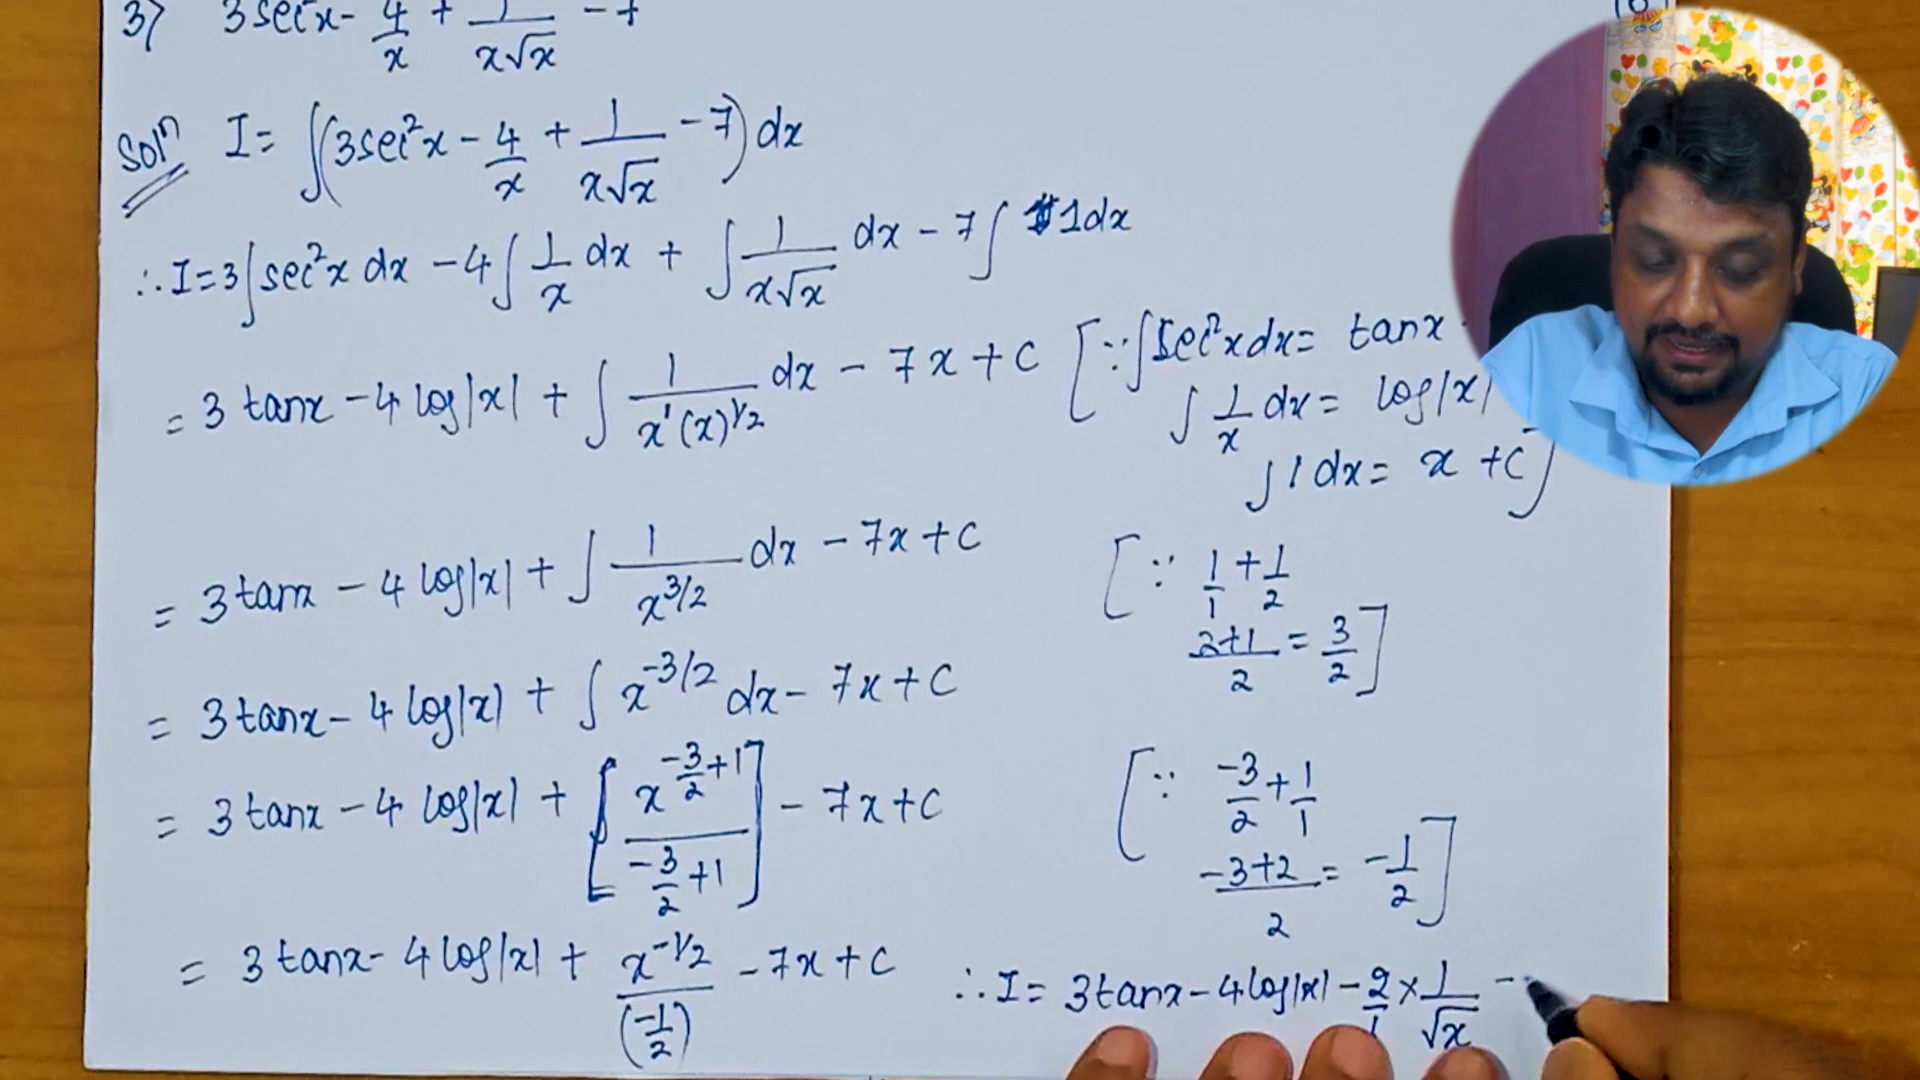 3) 3sec²x - 4/x + 1/x√x - 7
Soln I = ∫(3sec²x - 4/x + 1/x√x - 7) dx
∴ I = 3∫sec²x dx - 4∫1/x dx + ∫1/x√x dx - 7∫1dx
= 3 tanx - 4 log|x| + ∫ 1/x¹(x)^1/2 dx - 7x + C
[∵ ∫sec²x dx = tanx
∫1/x dx = log|x|
∫1 dx = x + C]
= 3 tanx - 4 log|x| + ∫ 1/x^3/2 dx - 7x + C
[∵ 1/1 + 1/2
2+1/2 = 3/2]
= 3 tanx - 4 log|x| + ∫ x^-3/2 dx - 7x + C
= 3 tanx - 4 log|x| + [x^(-3/2+1) / (-3/2+1)] - 7x + C
[∵ -3/2 + 1/1
-3+2/2 = -1/2]
= 3 tanx - 4 log|x| + x^-1/2 / (-1/2) - 7x + C
∴ I = 3 tanx - 4 log|x| - 2/1 × 1/√x -